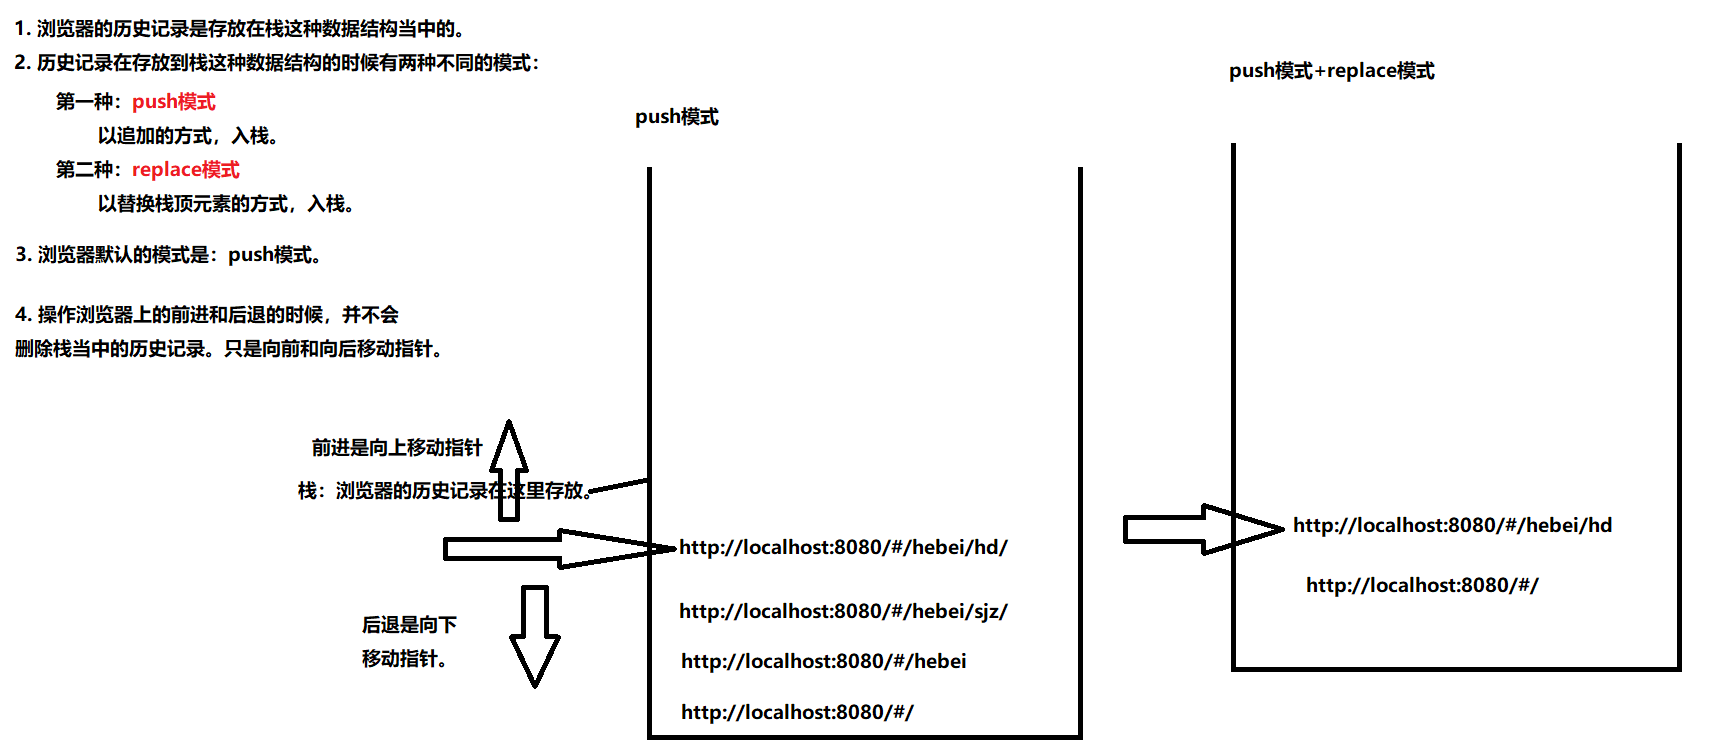 1. 浏览器的历史记录是存放在栈这种数据结构当中的。
2. 历史记录在存放到栈这种数据结构的时候有两种不同的模式：
第一种：push模式
以追加的方式，入栈。
第二种：replace模式
以替换栈顶元素的方式，入栈。
3. 浏览器默认的模式是：push模式。
4. 操作浏览器上的前进和后退的时候，并不会
删除栈当中的历史记录。只是向前和向后移动指针。
前进是向上移动指针
栈：浏览器的历史记录在这里存放。
后退是向下
移动指针。
push模式
http://localhost:8080/#/hebei/hd/
http://localhost:8080/#/hebei/sjz/
http://localhost:8080/#/hebei
http://localhost:8080/#/
push模式+replace模式
http://localhost:8080/#/hebei/hd
http://localhost:8080/#/